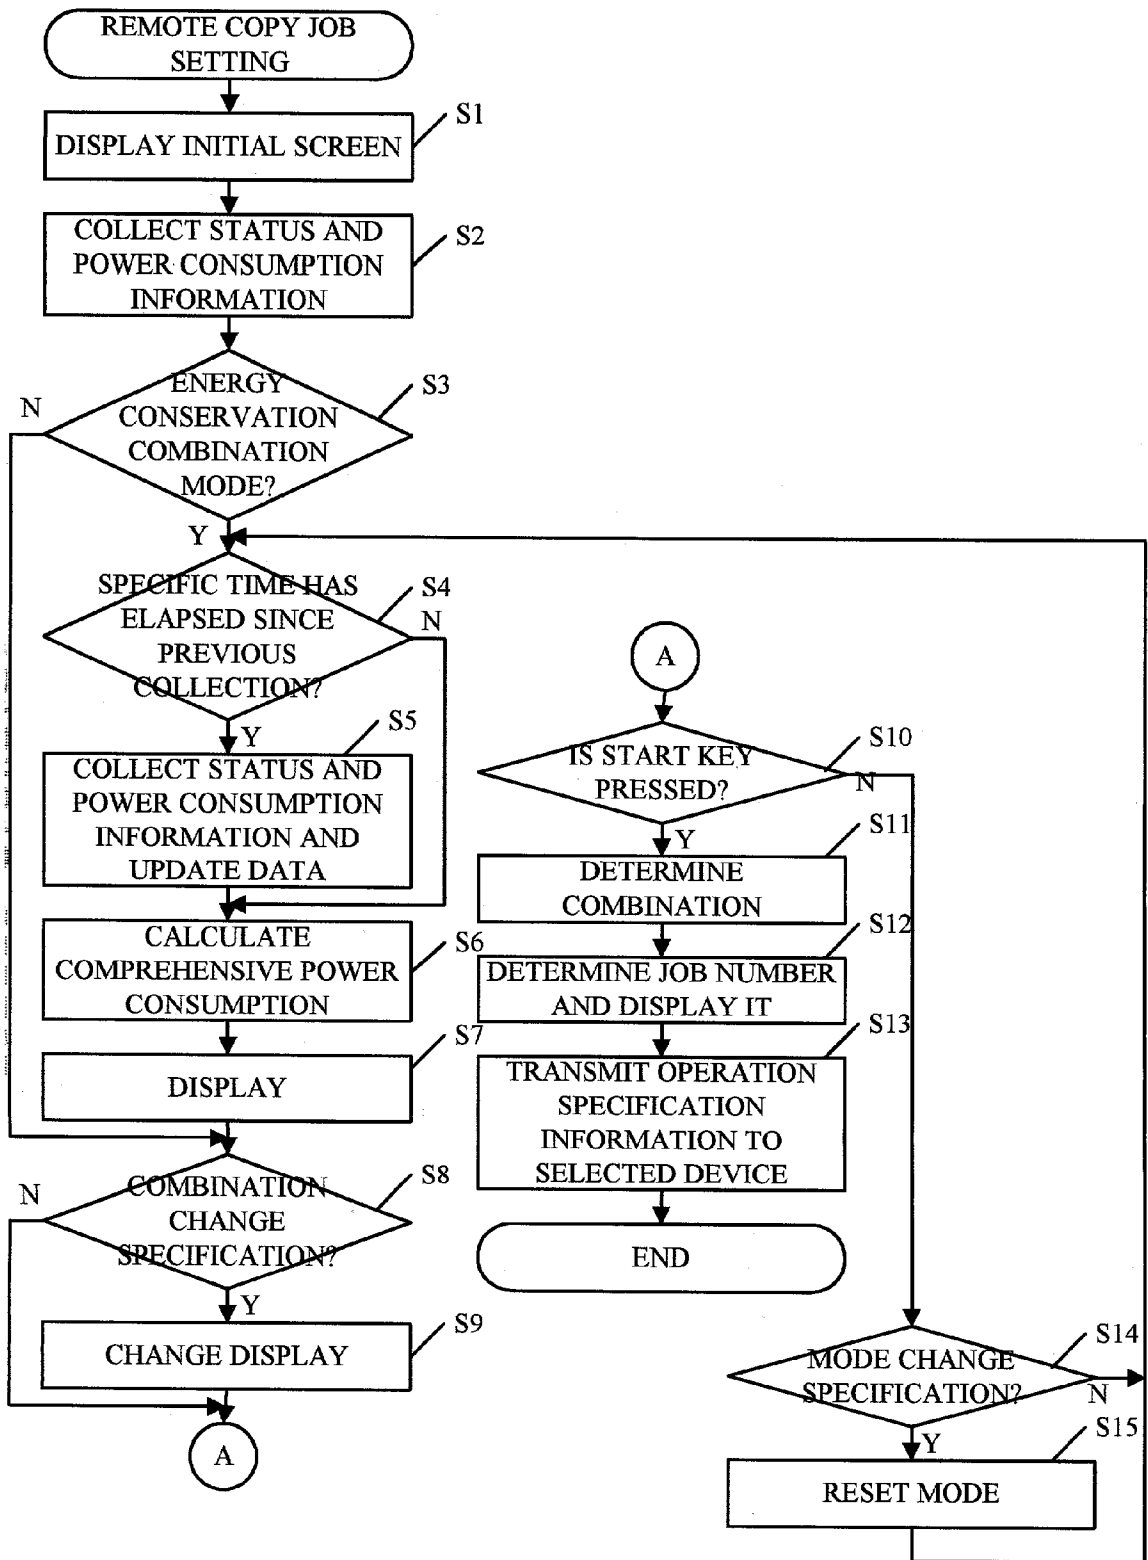 REMOTE COPY JOB
SETTING
S1
DISPLAY INITIAL SCREEN
S2
COLLECT STATUS AND
POWER CONSUMPTION
INFORMATION
S3
N
ENERGY
CONSERVATION
COMBINATION
MODE?
Y
S4
SPECIFIC TIME HAS
ELAPSED SINCE
PREVIOUS
COLLECTION?
N
Y
S5
COLLECT STATUS AND
POWER CONSUMPTION
INFORMATION AND
UPDATE DATA
S6
CALCULATE
COMPREHENSIVE POWER
CONSUMPTION
S7
DISPLAY
S8
N
COMBINATION
CHANGE
SPECIFICATION?
Y
S9
CHANGE DISPLAY
A
A
S10
IS START KEY
PRESSED?
N
Y
S11
DETERMINE
COMBINATION
S12
DETERMINE JOB NUMBER
AND DISPLAY IT
S13
TRANSMIT OPERATION
SPECIFICATION
INFORMATION TO
SELECTED DEVICE
END
S14
MODE CHANGE
SPECIFICATION?
N
Y
S15
RESET MODE